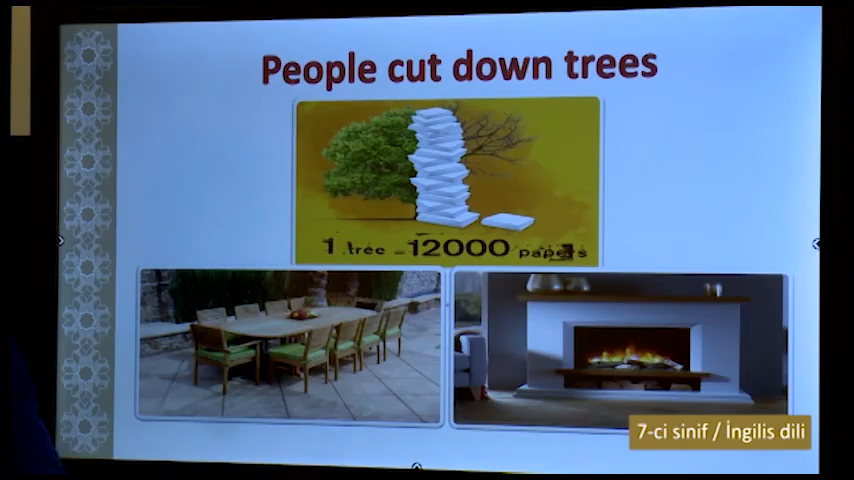 People cut down trees
1 tree - 12000 papers
7-ci sinif / İngilis dili